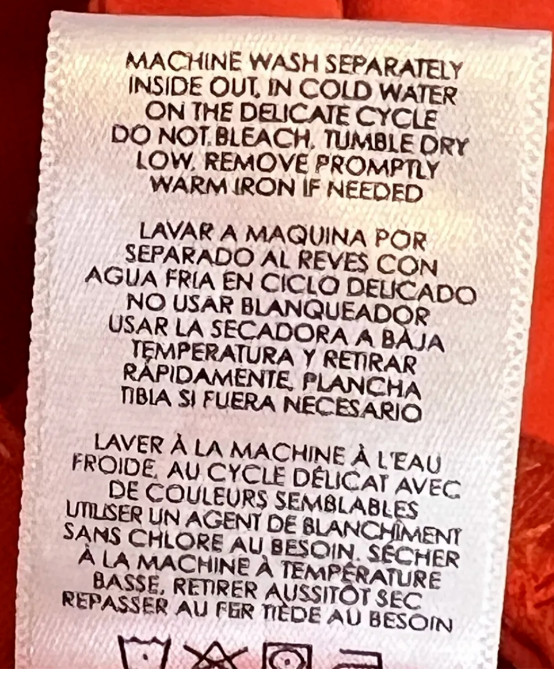 MACHINE WASH SEPARATELY
INSIDE OUT, IN COLD WATER
ON THE DELICATE CYCLE
DO NOT BLEACH, TUMBLE DRY
LOW, REMOVE PROMPTLY
WARM IRON IF NEEDED
LAVAR A MAQUINA POR
SEPARADO AL REVES CON
AGUA FRIA EN CICLO DELICADO
NO USAR BLANQUEADOR
USAR LA SECADORA A BAJA
TEMPERATURA Y RETIRAR
RÁPIDAMENTE, PLANCHA
TIBIA SI FUERA NECESARIO
LAVER À LA MACHINE À L'EAU
FROIDE, AU CYCLE DÉLICAT AVEC
DE COULEURS SEMBLABLES
UTILISER UN AGENT DE BLANCHIMENT
SANS CHLORE AU BESOIN. SÉCHER
À LA MACHINE À TEMPÉRATURE
BASSE, RETIRER AUSSITÔT SEC
REPASSER AU FER TIÈDE AU BESOIN